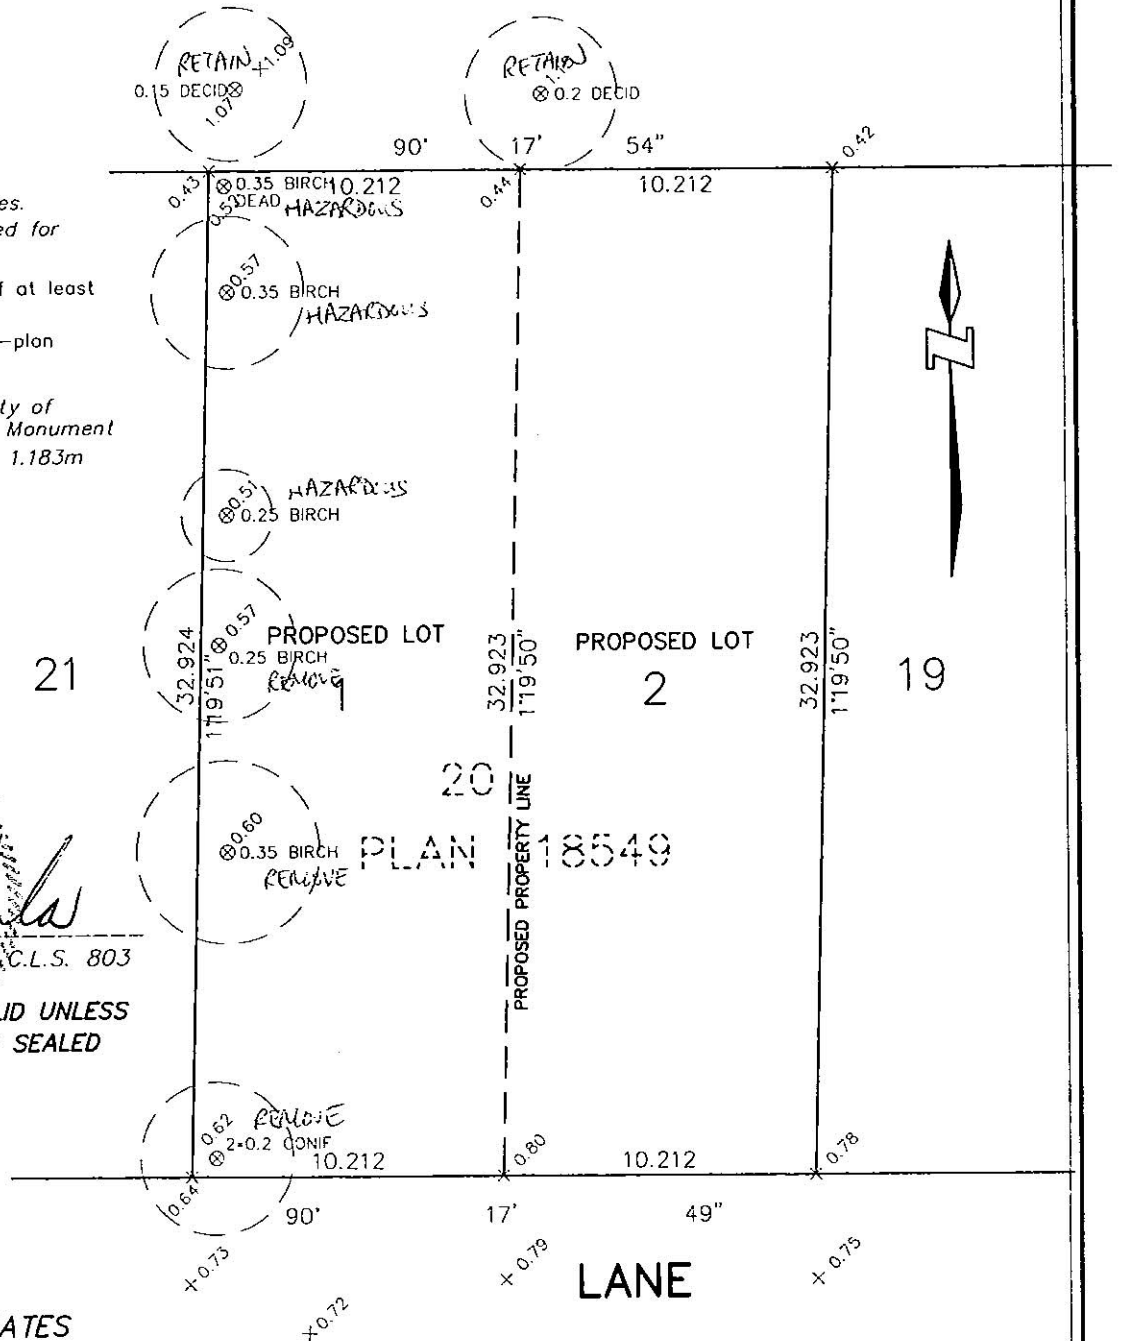 RETAIN
×1.09
0.15 DECID
1.07
RETAIN
0.2 DECID
90' 17' 54"
0.42
0.43
0.35 BIRCH
10.212
0.44
10.212
DEAD HAZARDOUS
0.53
es.
ed for
0.57
0.35 BIRCH
HAZARDOUS
f at least
-plan
ty of
Monument
1.183m
HAZARDOUS
0.51
0.25 BIRCH
0.57
0.25 BIRCH
REMOVE
21
32.924
1°19'51"
PROPOSED LOT
1
32.923
1°19'50"
PROPOSED LOT
2
32.923
1°19'50"
19
20
PLAN 18549
PROPOSED PROPERTY LINE
0.60
0.35 BIRCH
REMOVE
C.L.S. 803
LID UNLESS
SEALED
REMOVE
0.62
2=0.2 CONIF
10.212
0.80
10.212
0.78
0.64
90' 17' 49"
+ 0.73
+ 0.79
+ 0.75
LANE
×0.72
ATES